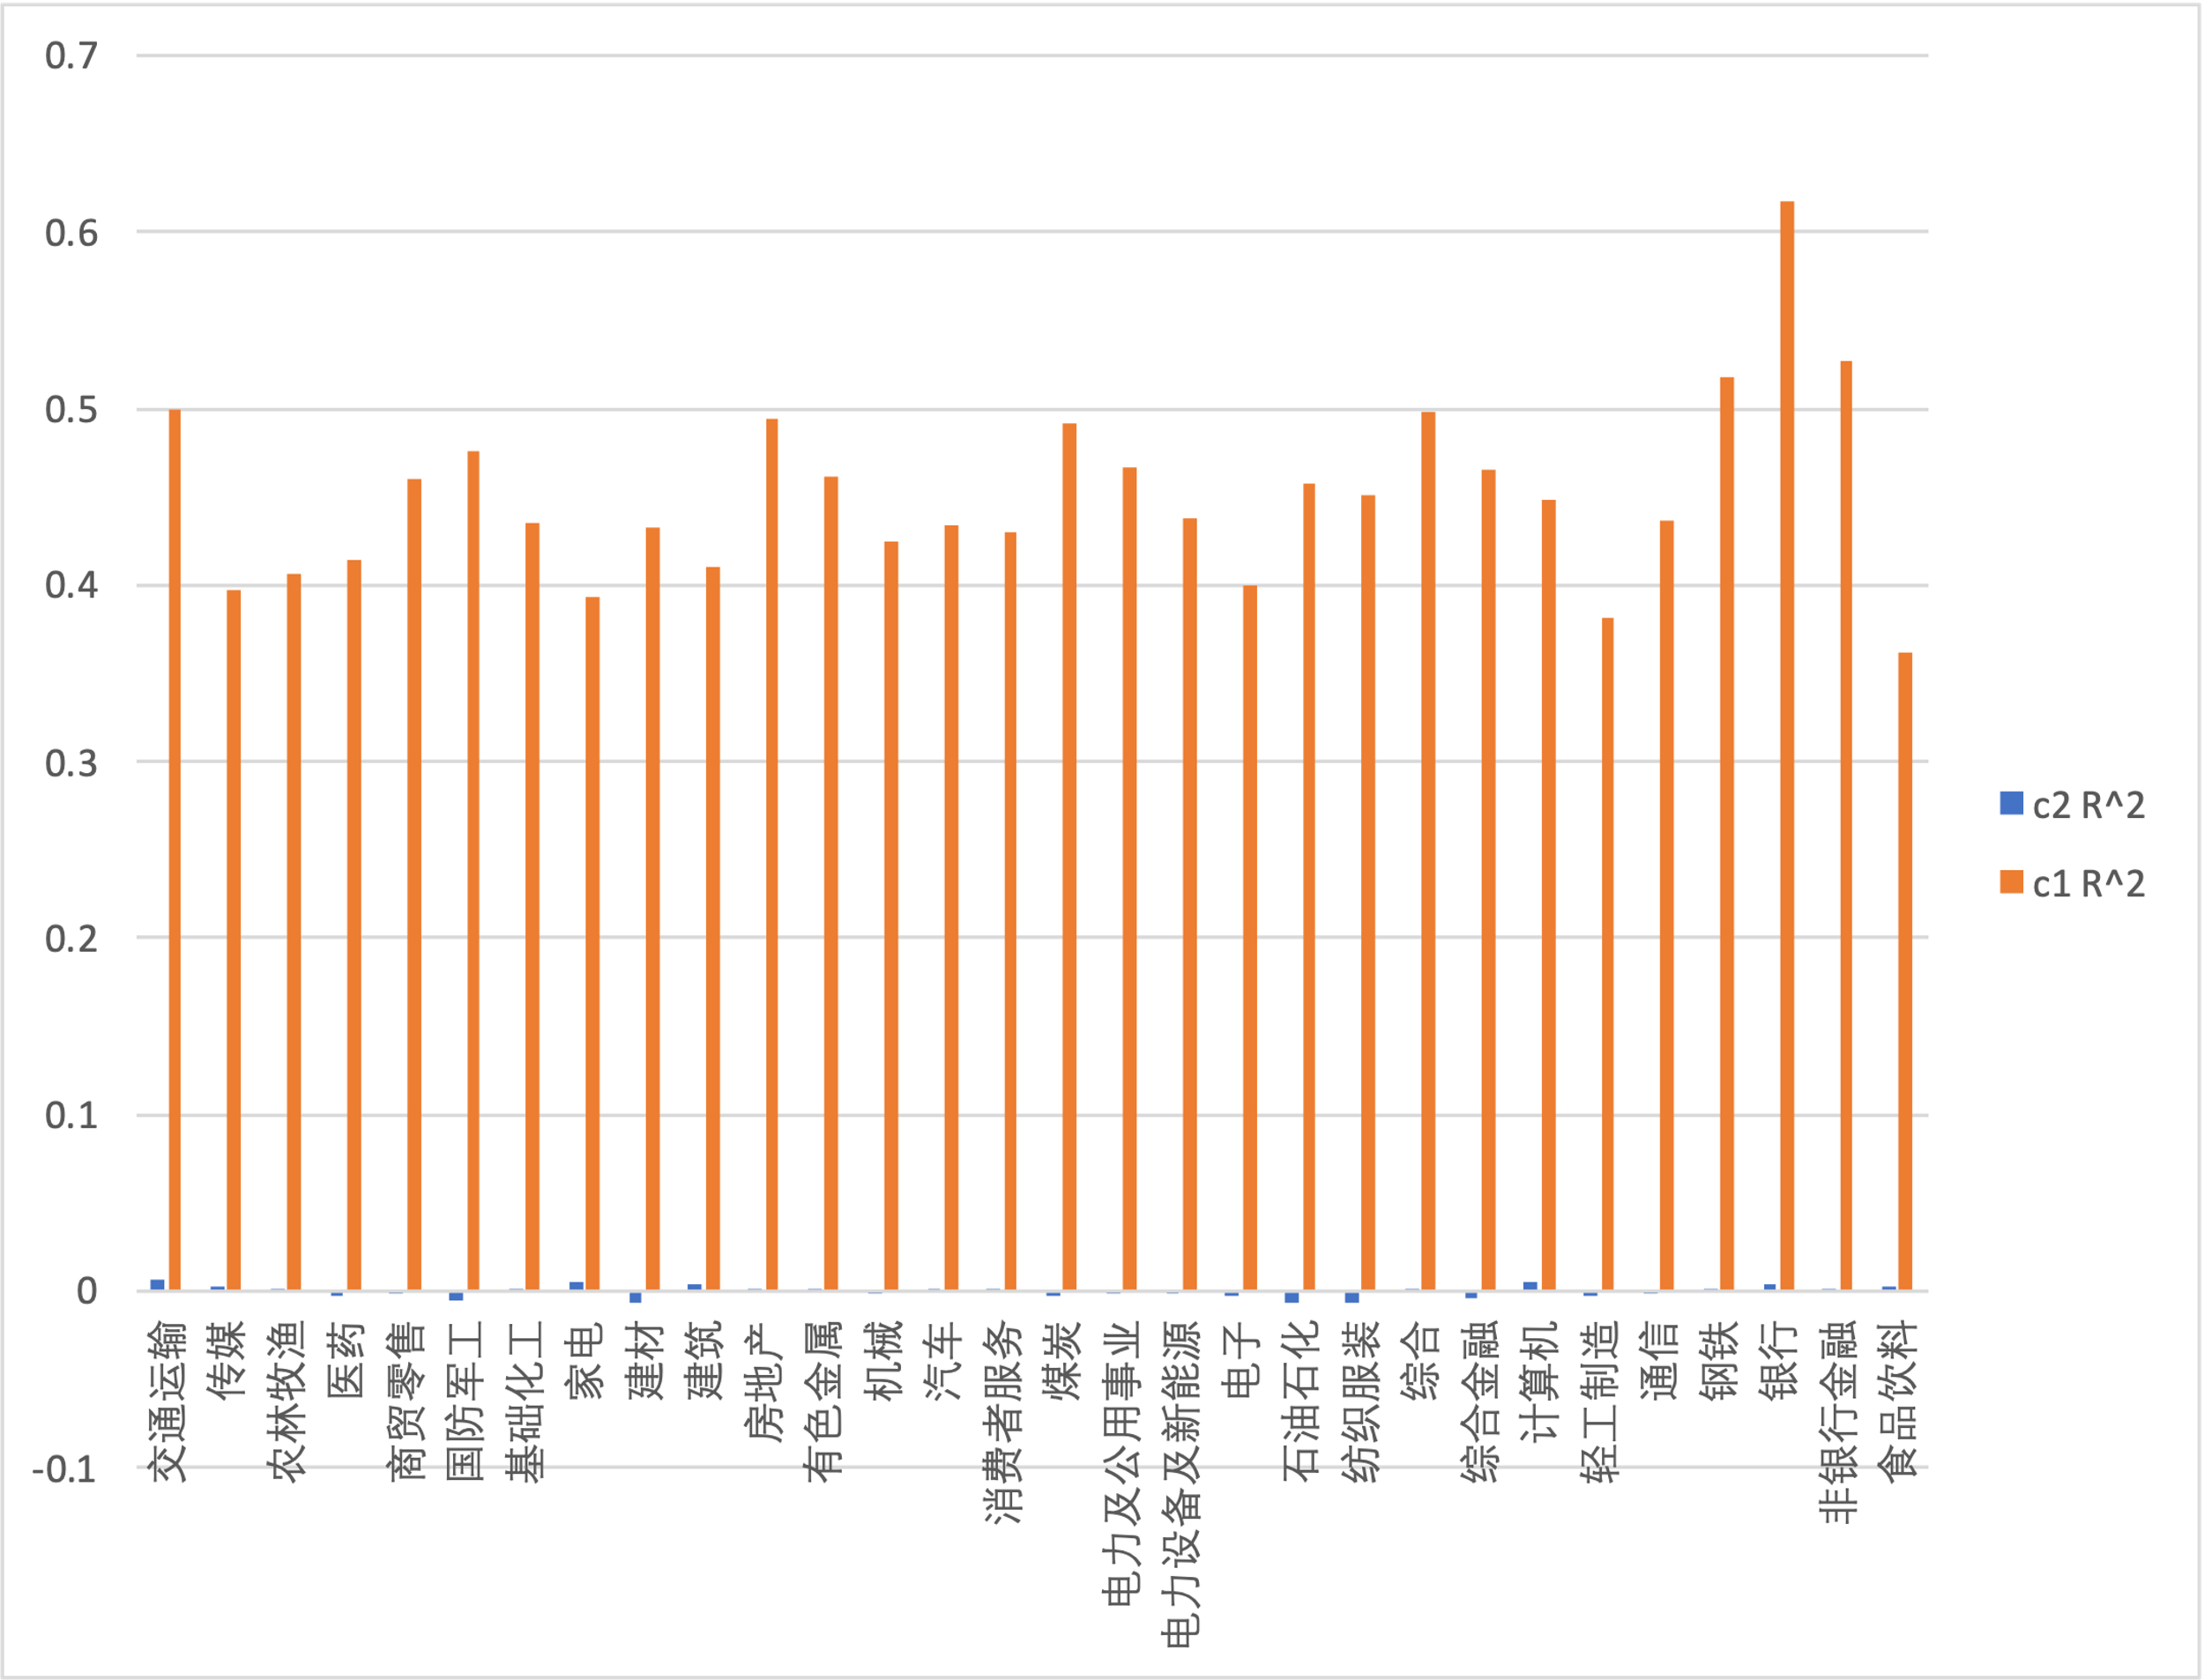 0.7
0.6
0.5
0.4
0.3
0.2
0.1
0
-0.1
交通运输
传媒
农林牧渔
医药
商贸零售
国防军工
基础化工
家电
建材
建筑
房地产
有色金属
机械
汽车
消费者服务
煤炭
电力及公用事业
电力设备及新能源
电子
石油石化
纺织服装
综合
综合金融
计算机
轻工制造
通信
钢铁
银行
非银行金融
食品饮料
c2 R^2
c1 R^2